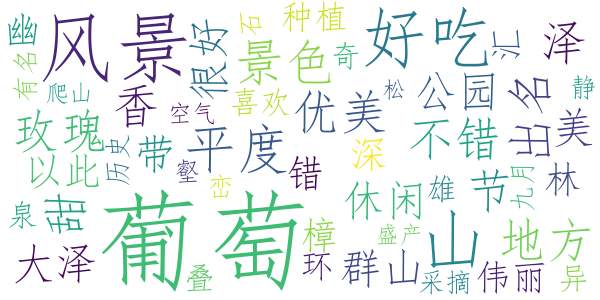 幽
风景
很好
石
种植
好吃
汇
泽
有名
爬山
香
景色
奇
喜欢
空气
松
公园
出名
静
玫瑰
优美
不错
美
以此
历史
带
平度
壑
峦
错
深
休闲
雄
节
九月
林
泉
甜
葡萄
樟
盛产
山
地方
大泽
叠
环
群山
采摘
伟丽
异